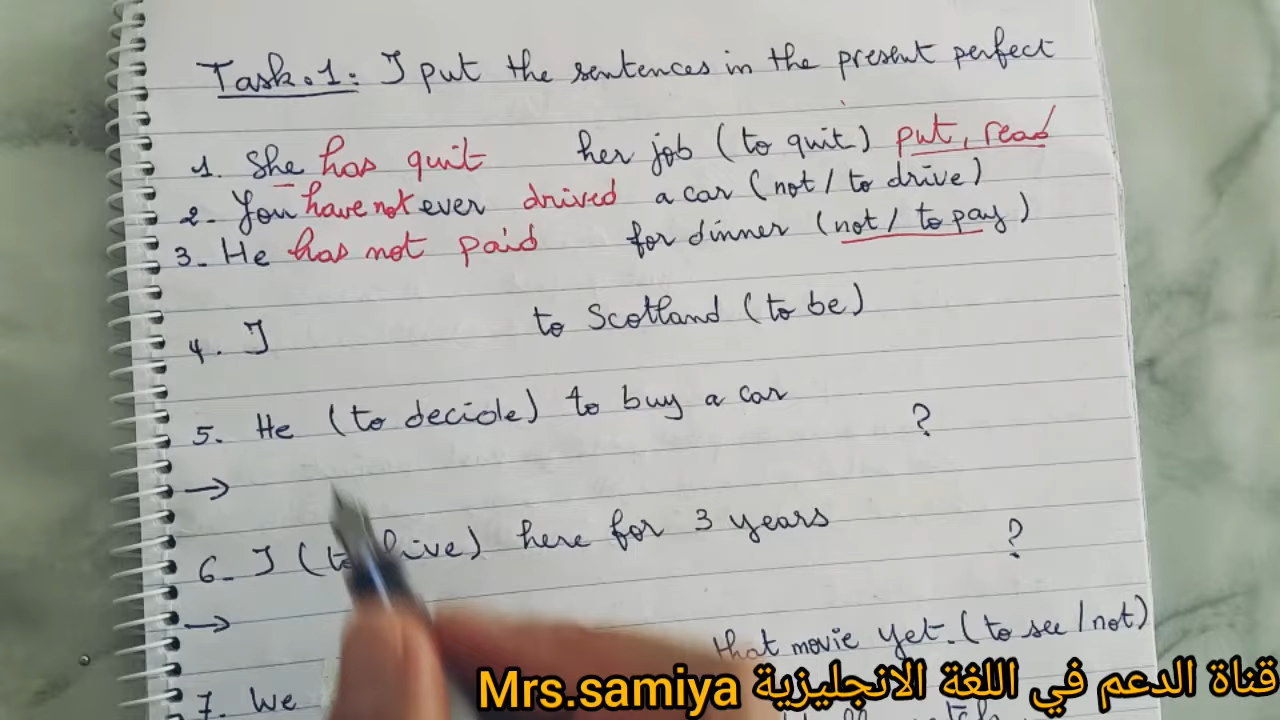 Task.1: I put the sentences in the present perfect
1. She has quit her job (to quit) put, read
2. You have not ever drived a car (not / to drive)
3. He has not paid for dinner (not / to pay)
4. I to Scotland (to be)
5. He (to decide) to buy a car ?
→
6. I (to live) here for 3 years ?
→
7. We that movie yet. (to see / not)
Mrs.samiya قناة الدعم في اللغة الانجليزية